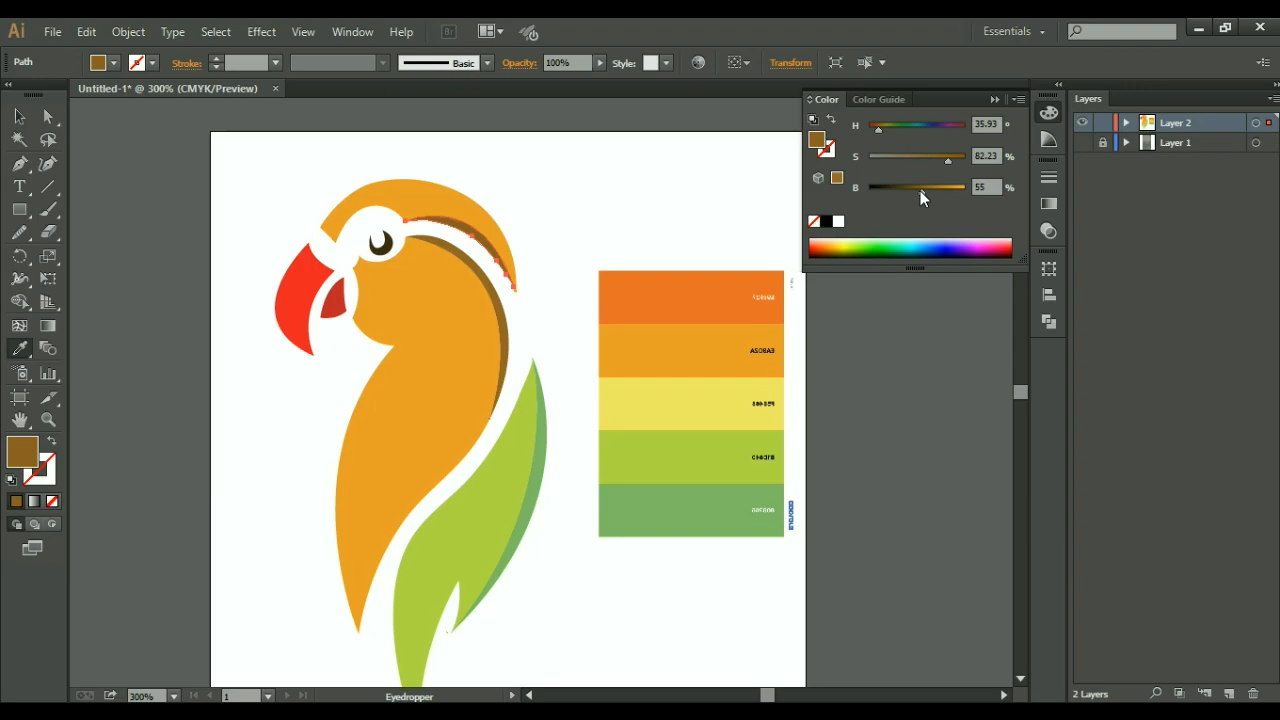 Ai File Edit Object Type Select Effect View Window Help Br Essentials
Path Stroke: Basic Opacity: 100% Style: Transform
Untitled-1* @ 300% (CMYK/Preview) ×
Color Color Guide
H 35.93 °
S 82.23 %
B 55 %
Layers
Layer 2
Layer 1
300% 1 Eyedropper
2 Layers